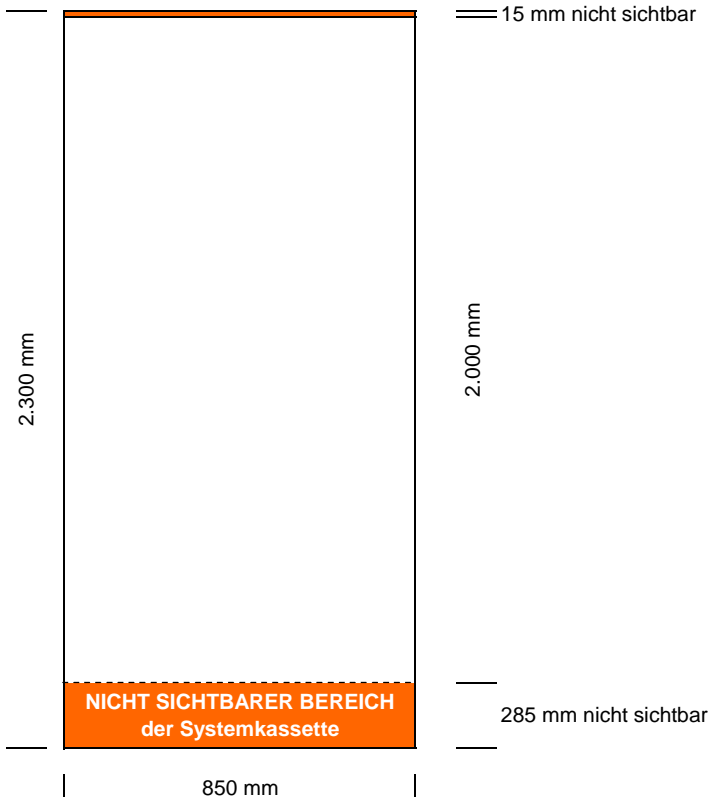 15 mm nicht sichtbar
2.300 mm
2.000 mm
NICHT SICHTBARER BEREICH
der Systemkassette
285 mm nicht sichtbar
850 mm